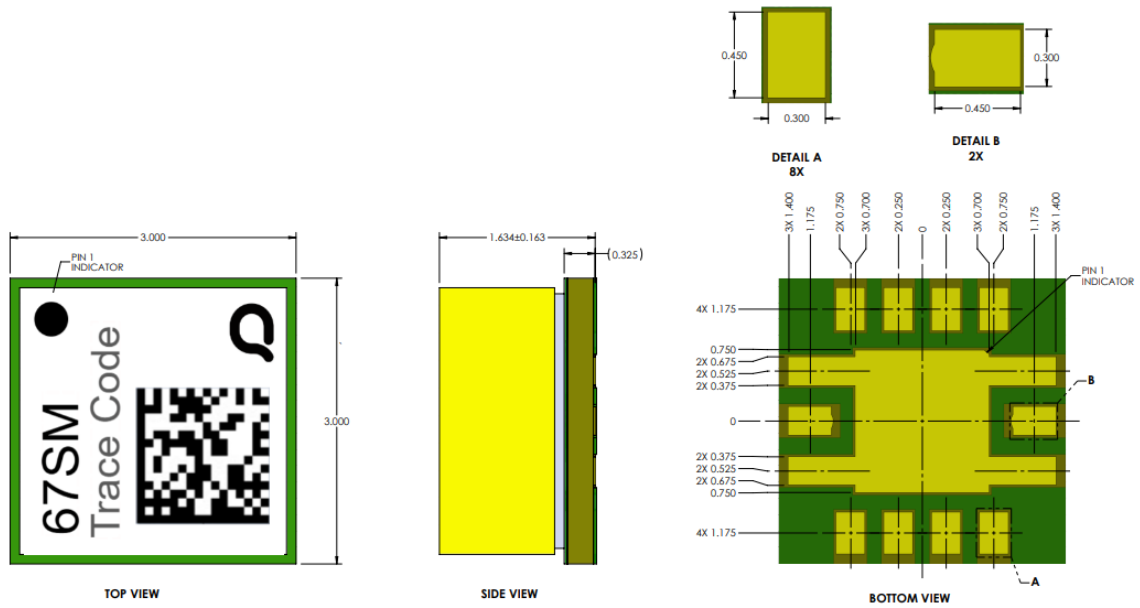 0.450
0.300
DETAIL A
8X
0.300
0.450
DETAIL B
2X
3.000
PIN 1
INDICATOR
67SM
Trace Code
3.000
TOP VIEW
1.634±0.163
(0.325)
SIDE VIEW
3X 1.400
1.175
2X 0.750
3X 0.700
2X 0.250
0
2X 0.250
3X 0.700
2X 0.750
1.175
3X 1.400
PIN 1
INDICATOR
4X 1.175
0.750
2X 0.675
2X 0.525
2X 0.375
0
2X 0.375
2X 0.525
2X 0.675
0.750
4X 1.175
B
A
BOTTOM VIEW